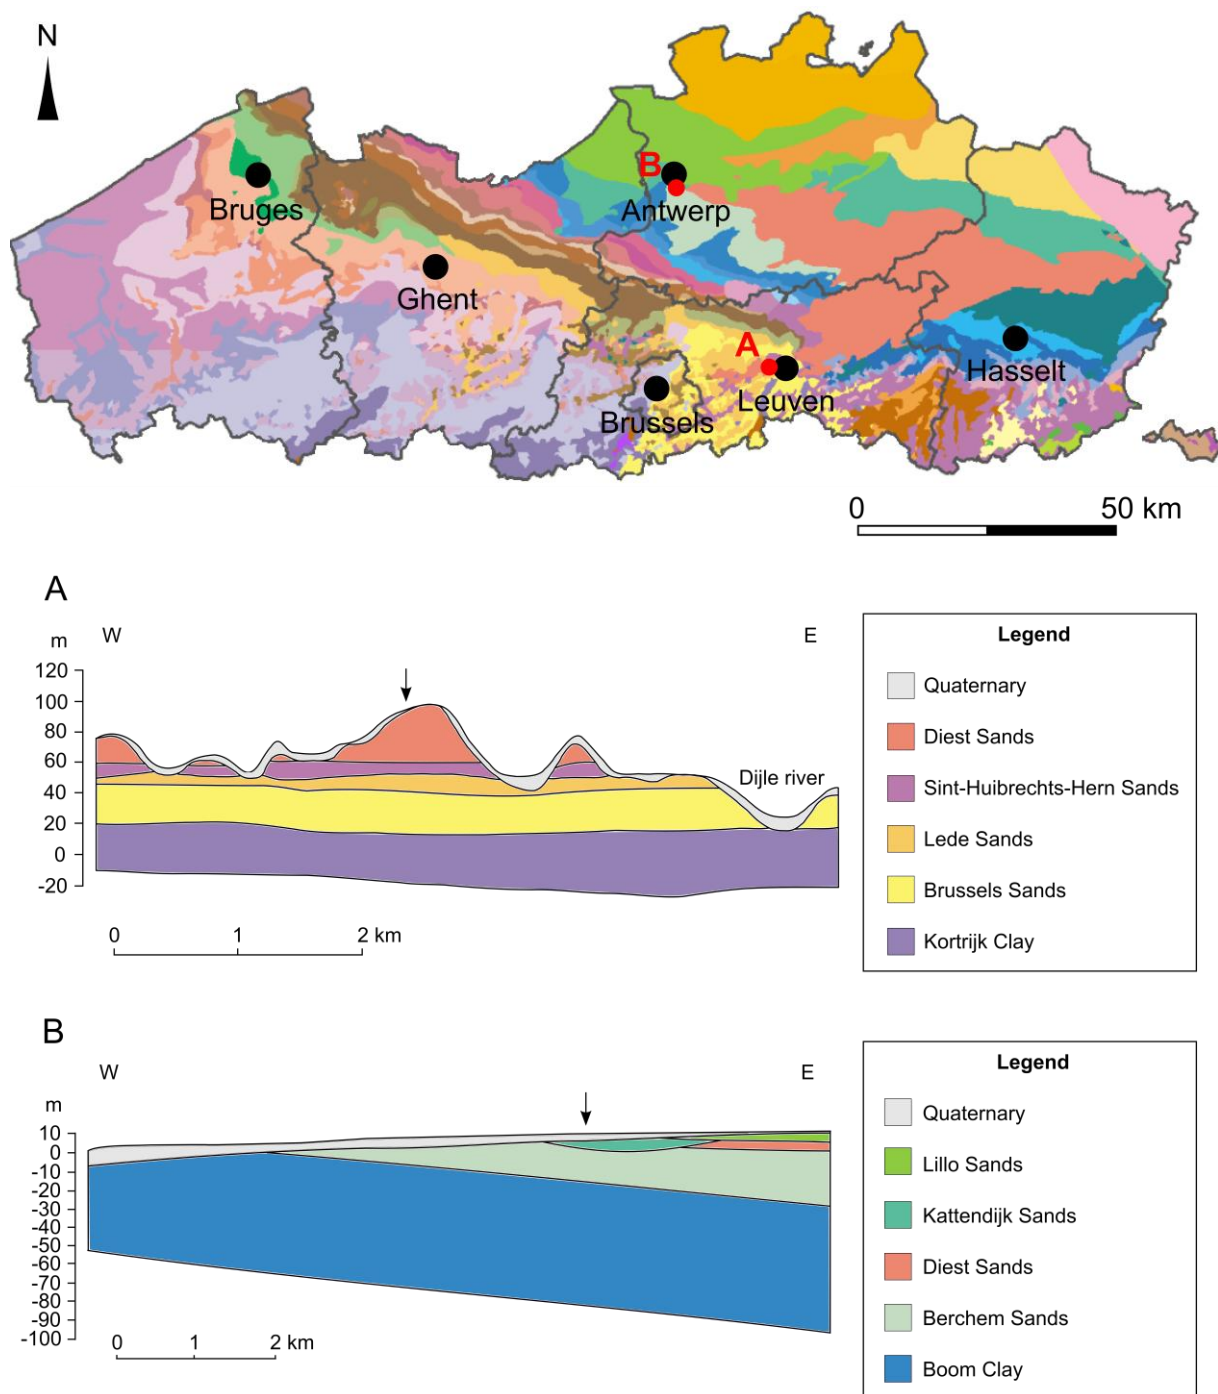 N
Bruges
Ghent
B
Antwerp
A
Leuven
Brussels
Hasselt
0 50 km
A
m W E
120
100
80
60
40
20
0
-20
Dijle river
0 1 2 km
Legend
Quaternary
Diest Sands
Sint-Huibrechts-Hern Sands
Lede Sands
Brussels Sands
Kortrijk Clay
B
m W E
10
0
-10
-20
-30
-40
-50
-60
-70
-80
-90
-100
0 1 2 km
Legend
Quaternary
Lillo Sands
Kattendijk Sands
Diest Sands
Berchem Sands
Boom Clay